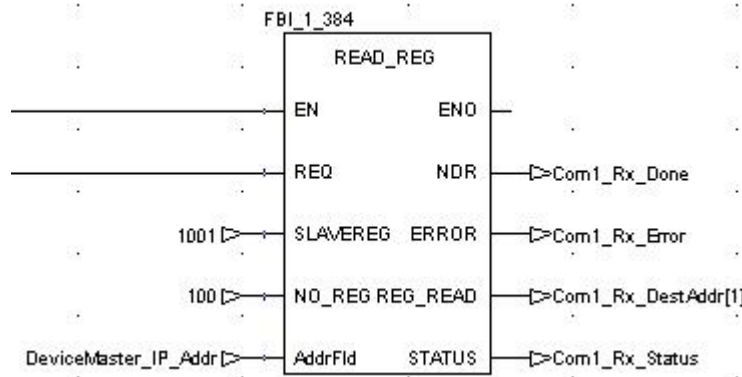 FBI_1_384
READ_REG
EN ENO
REQ NDR Com1_Rx_Done
1001 SLAVEREG ERROR Com1_Rx_Error
100 NO_REG REG_READ Com1_Rx_DestAddr[1]
DeviceMaster_IP_Addr AddrFld STATUS Com1_Rx_Status